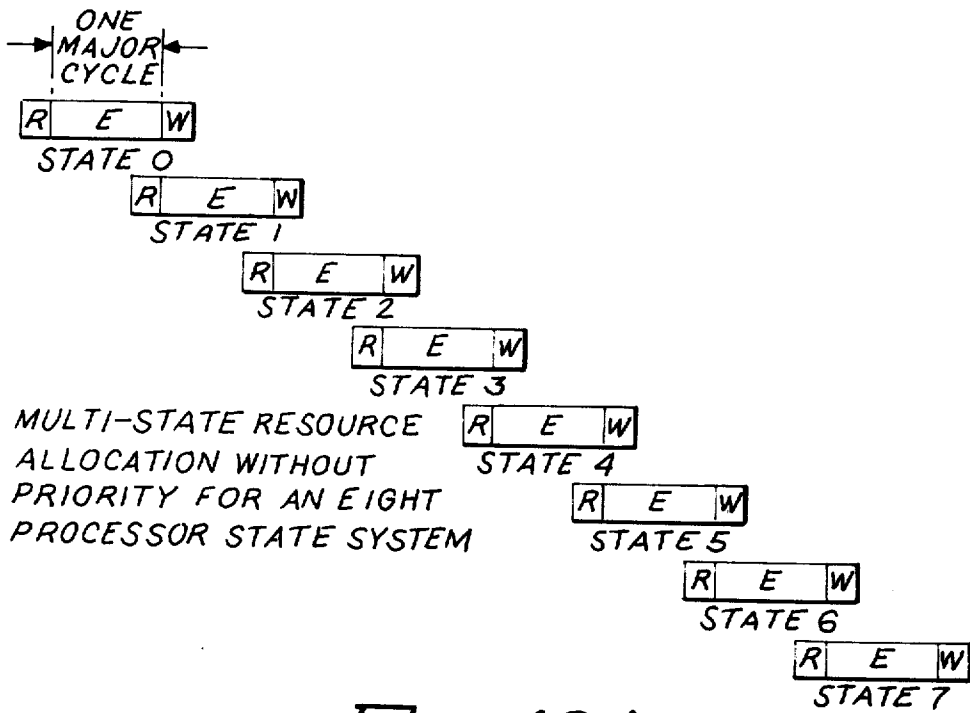 ONE
MAJOR
CYCLE
R E W
STATE 0
R E W
STATE 1
R E W
STATE 2
R E W
STATE 3
MULTI-STATE RESOURCE
ALLOCATION WITHOUT
PRIORITY FOR AN EIGHT
PROCESSOR STATE SYSTEM
R E W
STATE 4
R E W
STATE 5
R E W
STATE 6
R E W
STATE 7